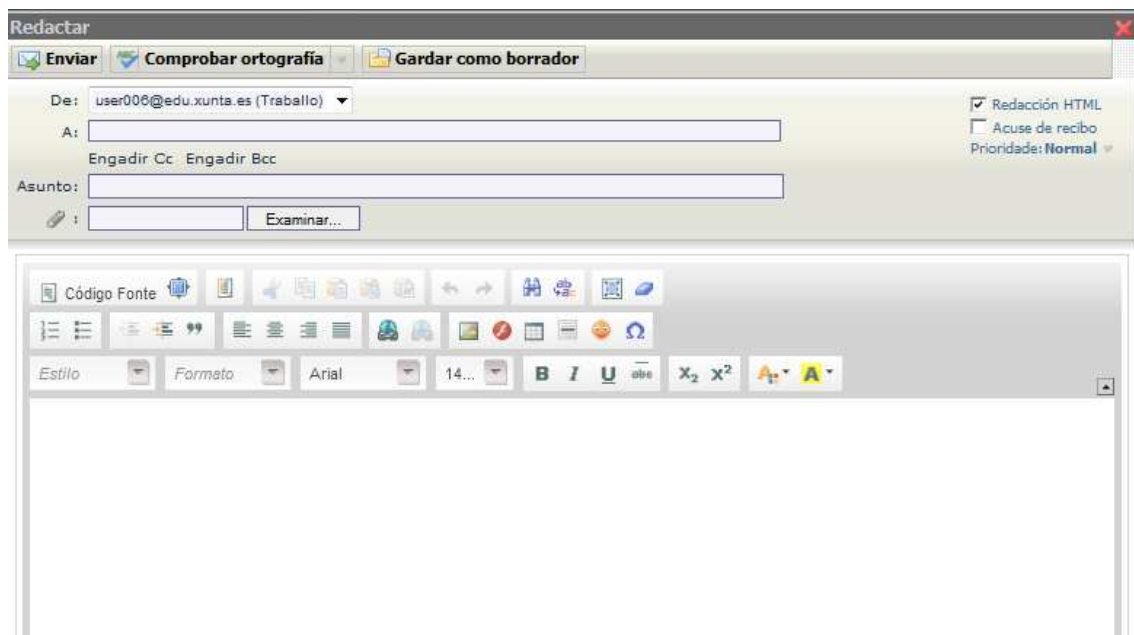 Redactar
Enviar Comprobar ortografía Gardar como borrador
De: user006@edu.xunta.es (Traballo)
Redacción HTML
A:
Acuse de recibo
Engadir Cc Engadir Bcc
Prioridade: Normal
Asunto:
: Examinar...
Código Fonte
Estilo Formato Arial 14... B I U abc X₂ X² A A